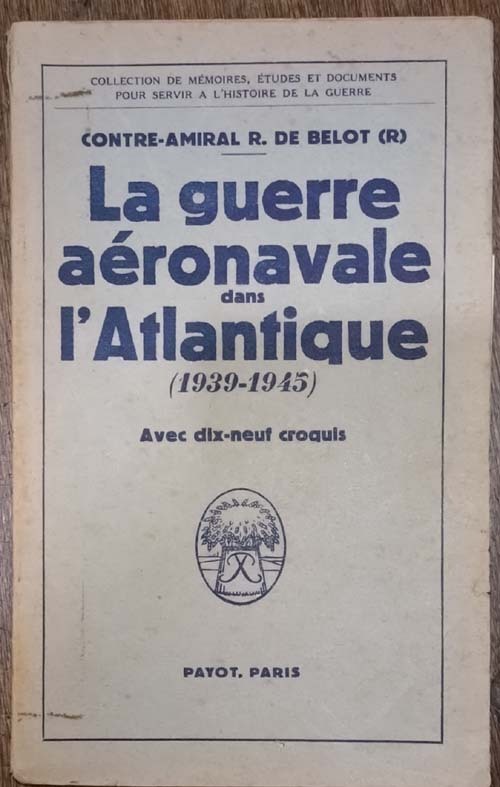 COLLECTION DE MÉMOIRES, ÉTUDES ET DOCUMENTS
POUR SERVIR A L'HISTOIRE DE LA GUERRE
CONTRE-AMIRAL R. DE BELOT (R)
La guerre
aéronavale
dans
l'Atlantique
(1939-1945)
Avec dix-neuf croquis
PAYOT, PARIS